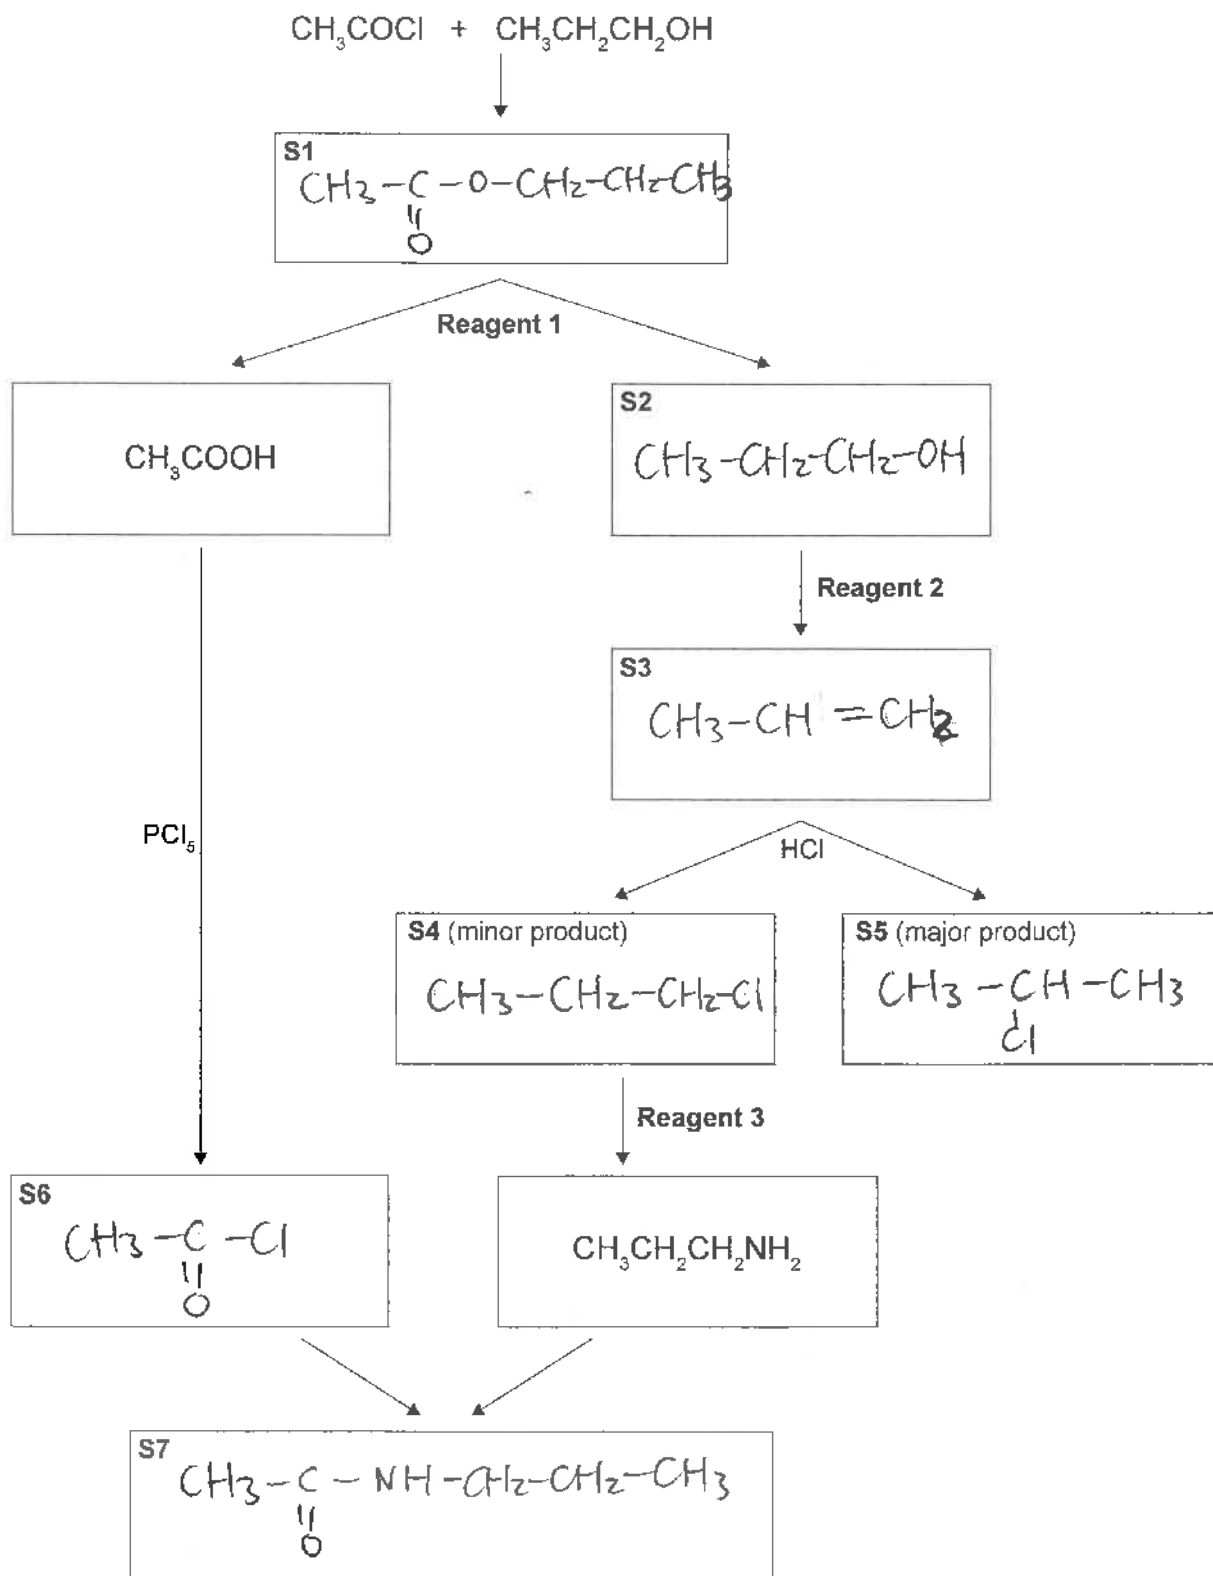 CH₃COCl + CH₃CH₂CH₂OH
S1
CH3-C-O-CH2-CH2-CH3
O
Reagent 1
CH₃COOH
S2
CH3-CH2-CH2-OH
Reagent 2
S3
CH3-CH=CH2
PCl₅
HCl
S4 (minor product)
CH3-CH2-CH2-Cl
S5 (major product)
CH3-CH-CH3
Cl
Reagent 3
S6
CH3-C-Cl
O
CH₃CH₂CH₂NH₂
S7
CH3-C-NH-CH2-CH2-CH3
O